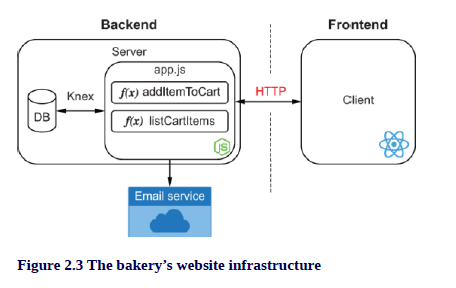 Backend
Frontend
Server
app.js
Knex
f(x) addItemToCart
HTTP
Client
DB
f(x) listCartItems
JS
Email service
Figure 2.3 The bakery’s website infrastructure